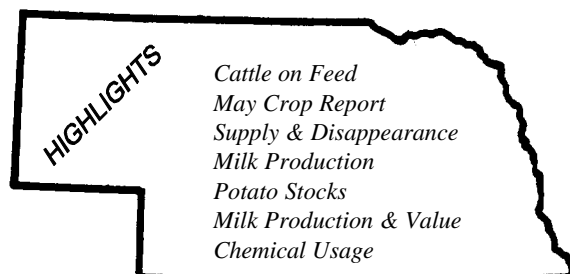 HIGHLIGHTS
Cattle on Feed
May Crop Report
Supply & Disappearance
Milk Production
Potato Stocks
Milk Production & Value
Chemical Usage